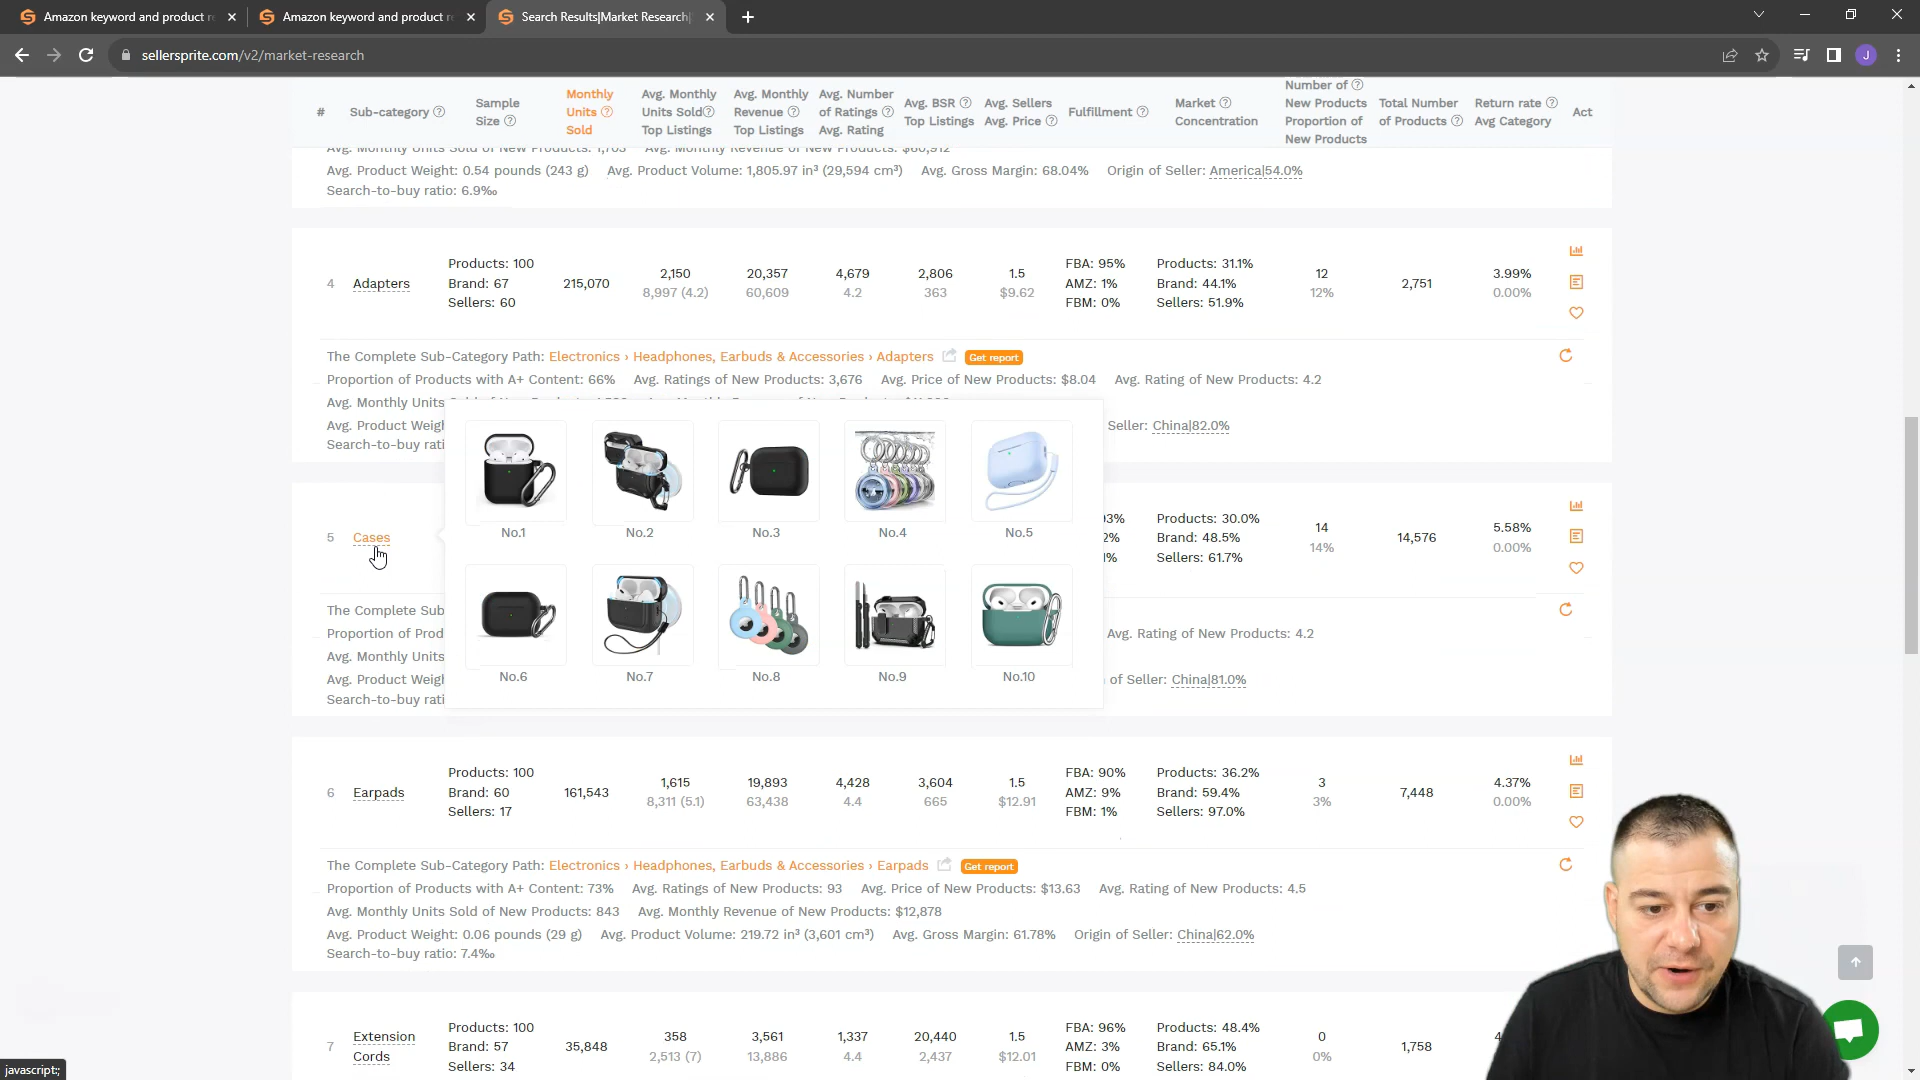 Amazon keyword and product r
Amazon keyword and product r
Search Results|Market Research|
sellersprite.com/v2/market-research
J
#
Sub-category
Sample
Size
Monthly
Units
Sold
Avg. Monthly
Units Sold
Top Listings
Avg. Monthly
Revenue
Top Listings
Avg. Number
of Ratings
Avg. Rating
Avg. BSR
Top Listings
Avg. Sellers
Avg. Price
Fulfillment
Market
Concentration
Number of
New Products
Proportion of
New Products
Total Number
of Products
Return rate
Avg Category
Act
Avg. Monthly Units Sold of New Products: 1,703 Avg. Monthly Revenue of New Products: $60,912
Avg. Product Weight: 0.54 pounds (243 g) Avg. Product Volume: 1,805.97 in³ (29,594 cm³) Avg. Gross Margin: 68.04% Origin of Seller: America|54.0%
Search-to-buy ratio: 6.9‰
4
Adapters
Products: 100
Brand: 67
Sellers: 60
215,070
2,150
8,997 (4.2)
20,357
60,609
4,679
4.2
2,806
363
1.5
$9.62
FBA: 95%
AMZ: 1%
FBM: 0%
Products: 31.1%
Brand: 44.1%
Sellers: 51.9%
12
12%
2,751
3.99%
0.00%
The Complete Sub-Category Path: Electronics › Headphones, Earbuds & Accessories › Adapters Get report
Proportion of Products with A+ Content: 66% Avg. Ratings of New Products: 3,676 Avg. Price of New Products: $8.04 Avg. Rating of New Products: 4.2
Avg. Monthly Units
Avg. Product Weig
Seller: China|82.0%
Search-to-buy rati
No.1
No.2
No.3
No.4
No.5
No.6
No.7
No.8
No.9
No.10
5
Cases
3%
2%
%
Products: 30.0%
Brand: 48.5%
Sellers: 61.7%
14
14%
14,576
5.58%
0.00%
The Complete Sub
Proportion of Prod
Avg. Rating of New Products: 4.2
Avg. Monthly Units
Avg. Product Weig
of Seller: China|81.0%
Search-to-buy rati
6
Earpads
Products: 100
Brand: 60
Sellers: 17
161,543
1,615
8,311 (5.1)
19,893
63,438
4,428
4.4
3,604
665
1.5
$12.91
FBA: 90%
AMZ: 9%
FBM: 1%
Products: 36.2%
Brand: 59.4%
Sellers: 97.0%
3
3%
7,448
4.37%
0.00%
The Complete Sub-Category Path: Electronics › Headphones, Earbuds & Accessories › Earpads Get report
Proportion of Products with A+ Content: 73% Avg. Ratings of New Products: 93 Avg. Price of New Products: $13.63 Avg. Rating of New Products: 4.5
Avg. Monthly Units Sold of New Products: 843 Avg. Monthly Revenue of New Products: $12,878
Avg. Product Weight: 0.06 pounds (29 g) Avg. Product Volume: 219.72 in³ (3,601 cm³) Avg. Gross Margin: 61.78% Origin of Seller: China|62.0%
Search-to-buy ratio: 7.4‰
7
Extension
Cords
Products: 100
Brand: 57
Sellers: 34
35,848
358
2,513 (7)
3,561
13,886
1,337
4.4
20,440
2,437
1.5
$12.01
FBA: 96%
AMZ: 3%
FBM: 0%
Products: 48.4%
Brand: 65.1%
Sellers: 84.0%
0
0%
1,758
4
javascript:;